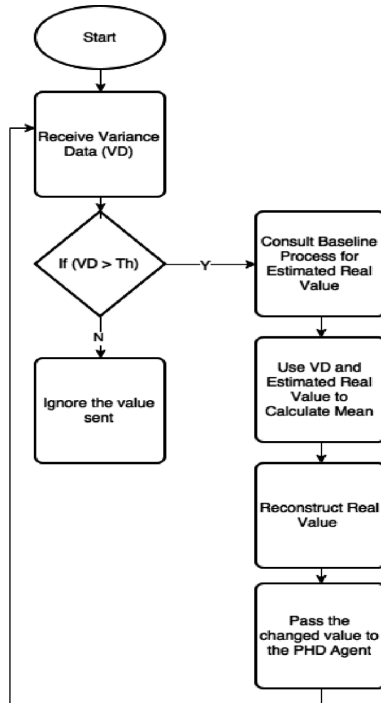 Start
Receive Variance
Data (VD)
If (VD > Th)
Y
N
Ignore the value
sent
Consult Baseline
Process for
Estimated Real
Value
Use VD and
Estimated Real
Value to
Calculate Mean
Reconstruct Real
Value
Pass the
changed value to
the PHD Agent